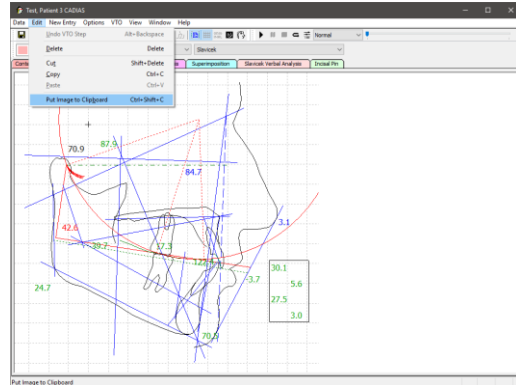 Test, Patient 3 CADIAS
Data Edit New Entry Options VTO View Window Help
Undo VTO Step Alt+Backspace
Delete Delete
Cut Shift+Delete
Copy Ctrl+C
Paste Ctrl+V
Put Image to Clipboard Ctrl+Shift+C
Normal
Slavicek
Superimposition Slavicek Verbal Analysis Incisal Pin
87.9
70.9
84.7
3.1
42.6
39.7
57.3
-3.7
30.1
5.6
27.5
3.0
24.7
Put Image to Clipboard